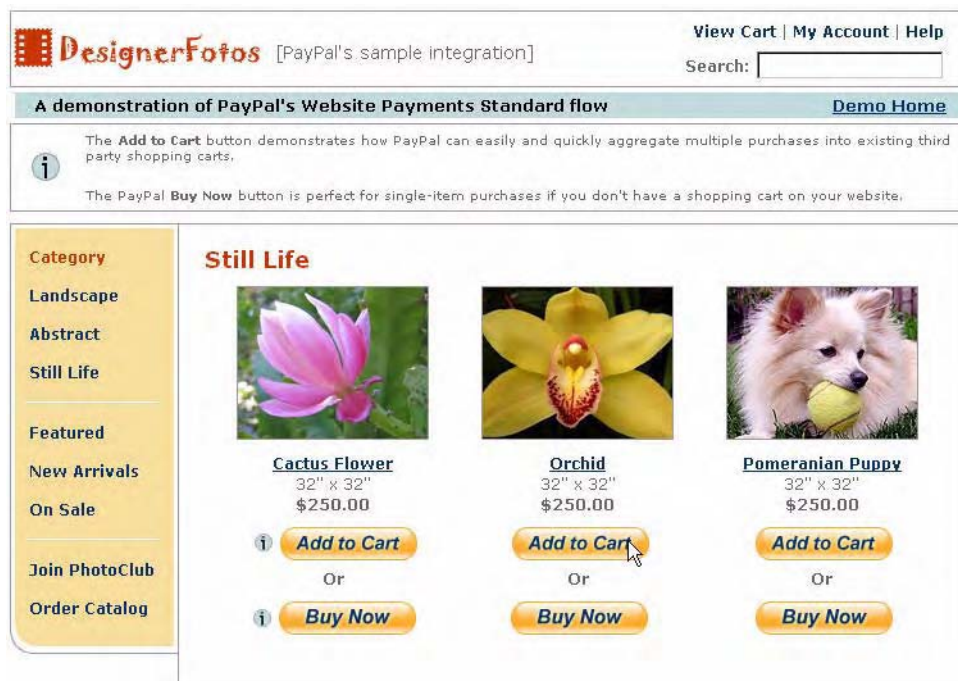 DesignerFotos [PayPal's sample integration]
View Cart | My Account | Help
Search:
A demonstration of PayPal's Website Payments Standard flow
Demo Home
The Add to Cart button demonstrates how PayPal can easily and quickly aggregate multiple purchases into existing third
party shopping carts.
The PayPal Buy Now button is perfect for single-item purchases if you don't have a shopping cart on your website.
Category
Landscape
Abstract
Still Life
Featured
New Arrivals
On Sale
Join PhotoClub
Order Catalog
Still Life
Cactus Flower
32" x 32"
$250.00
i Add to Cart
Or
i Buy Now
Orchid
32" x 32"
$250.00
Add to Cart
Or
Buy Now
Pomeranian Puppy
32" x 32"
$250.00
Add to Cart
Or
Buy Now